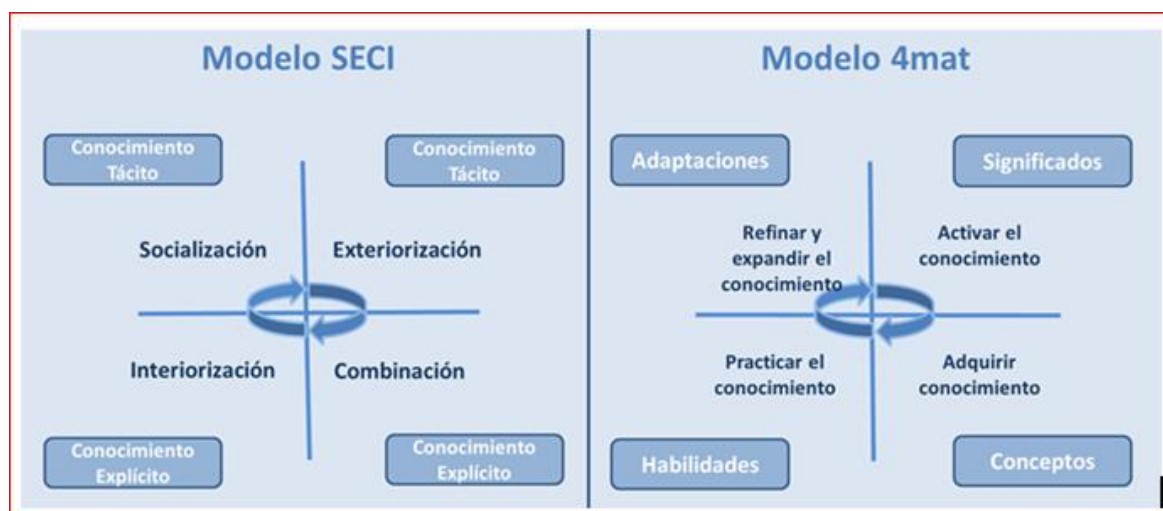 Modelo SECI
Conocimiento
Tácito
Conocimiento
Tácito
Socialización
Exteriorización
Interiorización
Combinación
Conocimiento
Explícito
Conocimiento
Explícito
Modelo 4mat
Adaptaciones
Significados
Refinar y
expandir el
conocimiento
Activar el
conocimiento
Practicar el
conocimiento
Adquirir
conocimiento
Habilidades
Conceptos